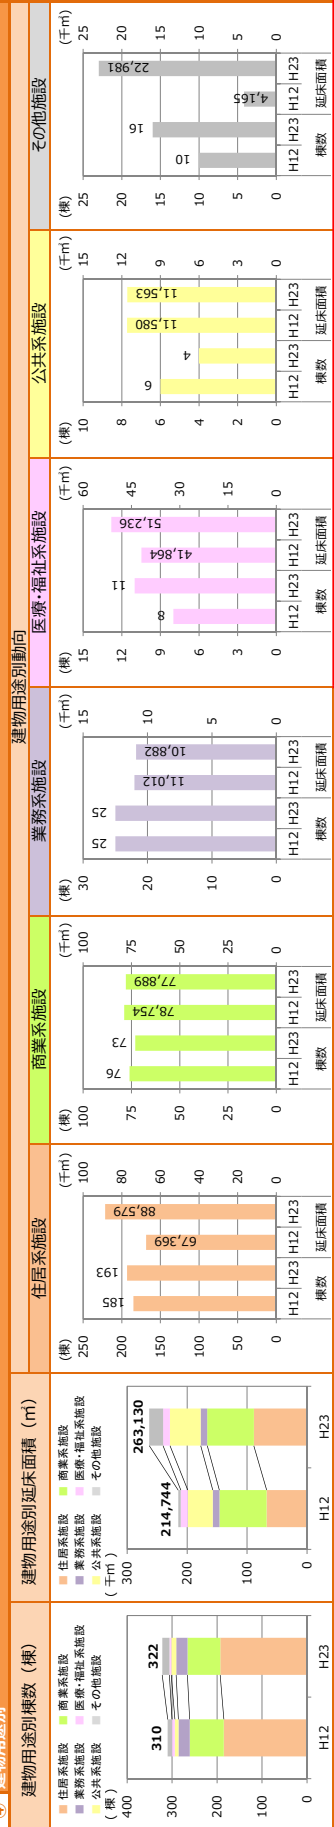 ④ 建物用途別
建物用途別棟数（棟）
住居系施設 商業系施設
業務系施設 医療・福祉系施設
公共系施設 その他施設
（棟）
400
300
200
100
0
310
322
H12 H23
建物用途別延床面積（㎡）
住居系施設 商業系施設
業務系施設 医療・福祉系施設
公共系施設 その他施設
（千㎡）
300
200
100
0
214,744
263,130
H12 H23
建物用途別動向
住居系施設
(棟) (千㎡)
250 100
200 80
150 60
100 40
50 20
0 0
185
193
67,369
88,579
H12 H23 H12 H23
棟数 延床面積
商業系施設
(棟) (千㎡)
100 100
75 75
50 50
25 25
0 0
76
73
78,754
77,889
H12 H23 H12 H23
棟数 延床面積
業務系施設
(棟) (千㎡)
30 15
20 10
10 5
0 0
25
25
11,012
10,882
H12 H23 H12 H23
棟数 延床面積
医療・福祉系施設
(棟) (千㎡)
15 60
12 45
9 30
6 15
3 0
0
8
11
41,864
51,236
H12 H23 H12 H23
棟数 延床面積
公共系施設
(棟) (千㎡)
10 15
8 12
6 9
4 6
2 3
0 0
6
4
11,580
11,563
H12 H23 H12 H23
棟数 延床面積
その他施設
(棟) (千㎡)
25 25
20 20
15 15
10 10
5 5
0 0
10
16
4,165
22,981
H12 H23 H12 H23
棟数 延床面積